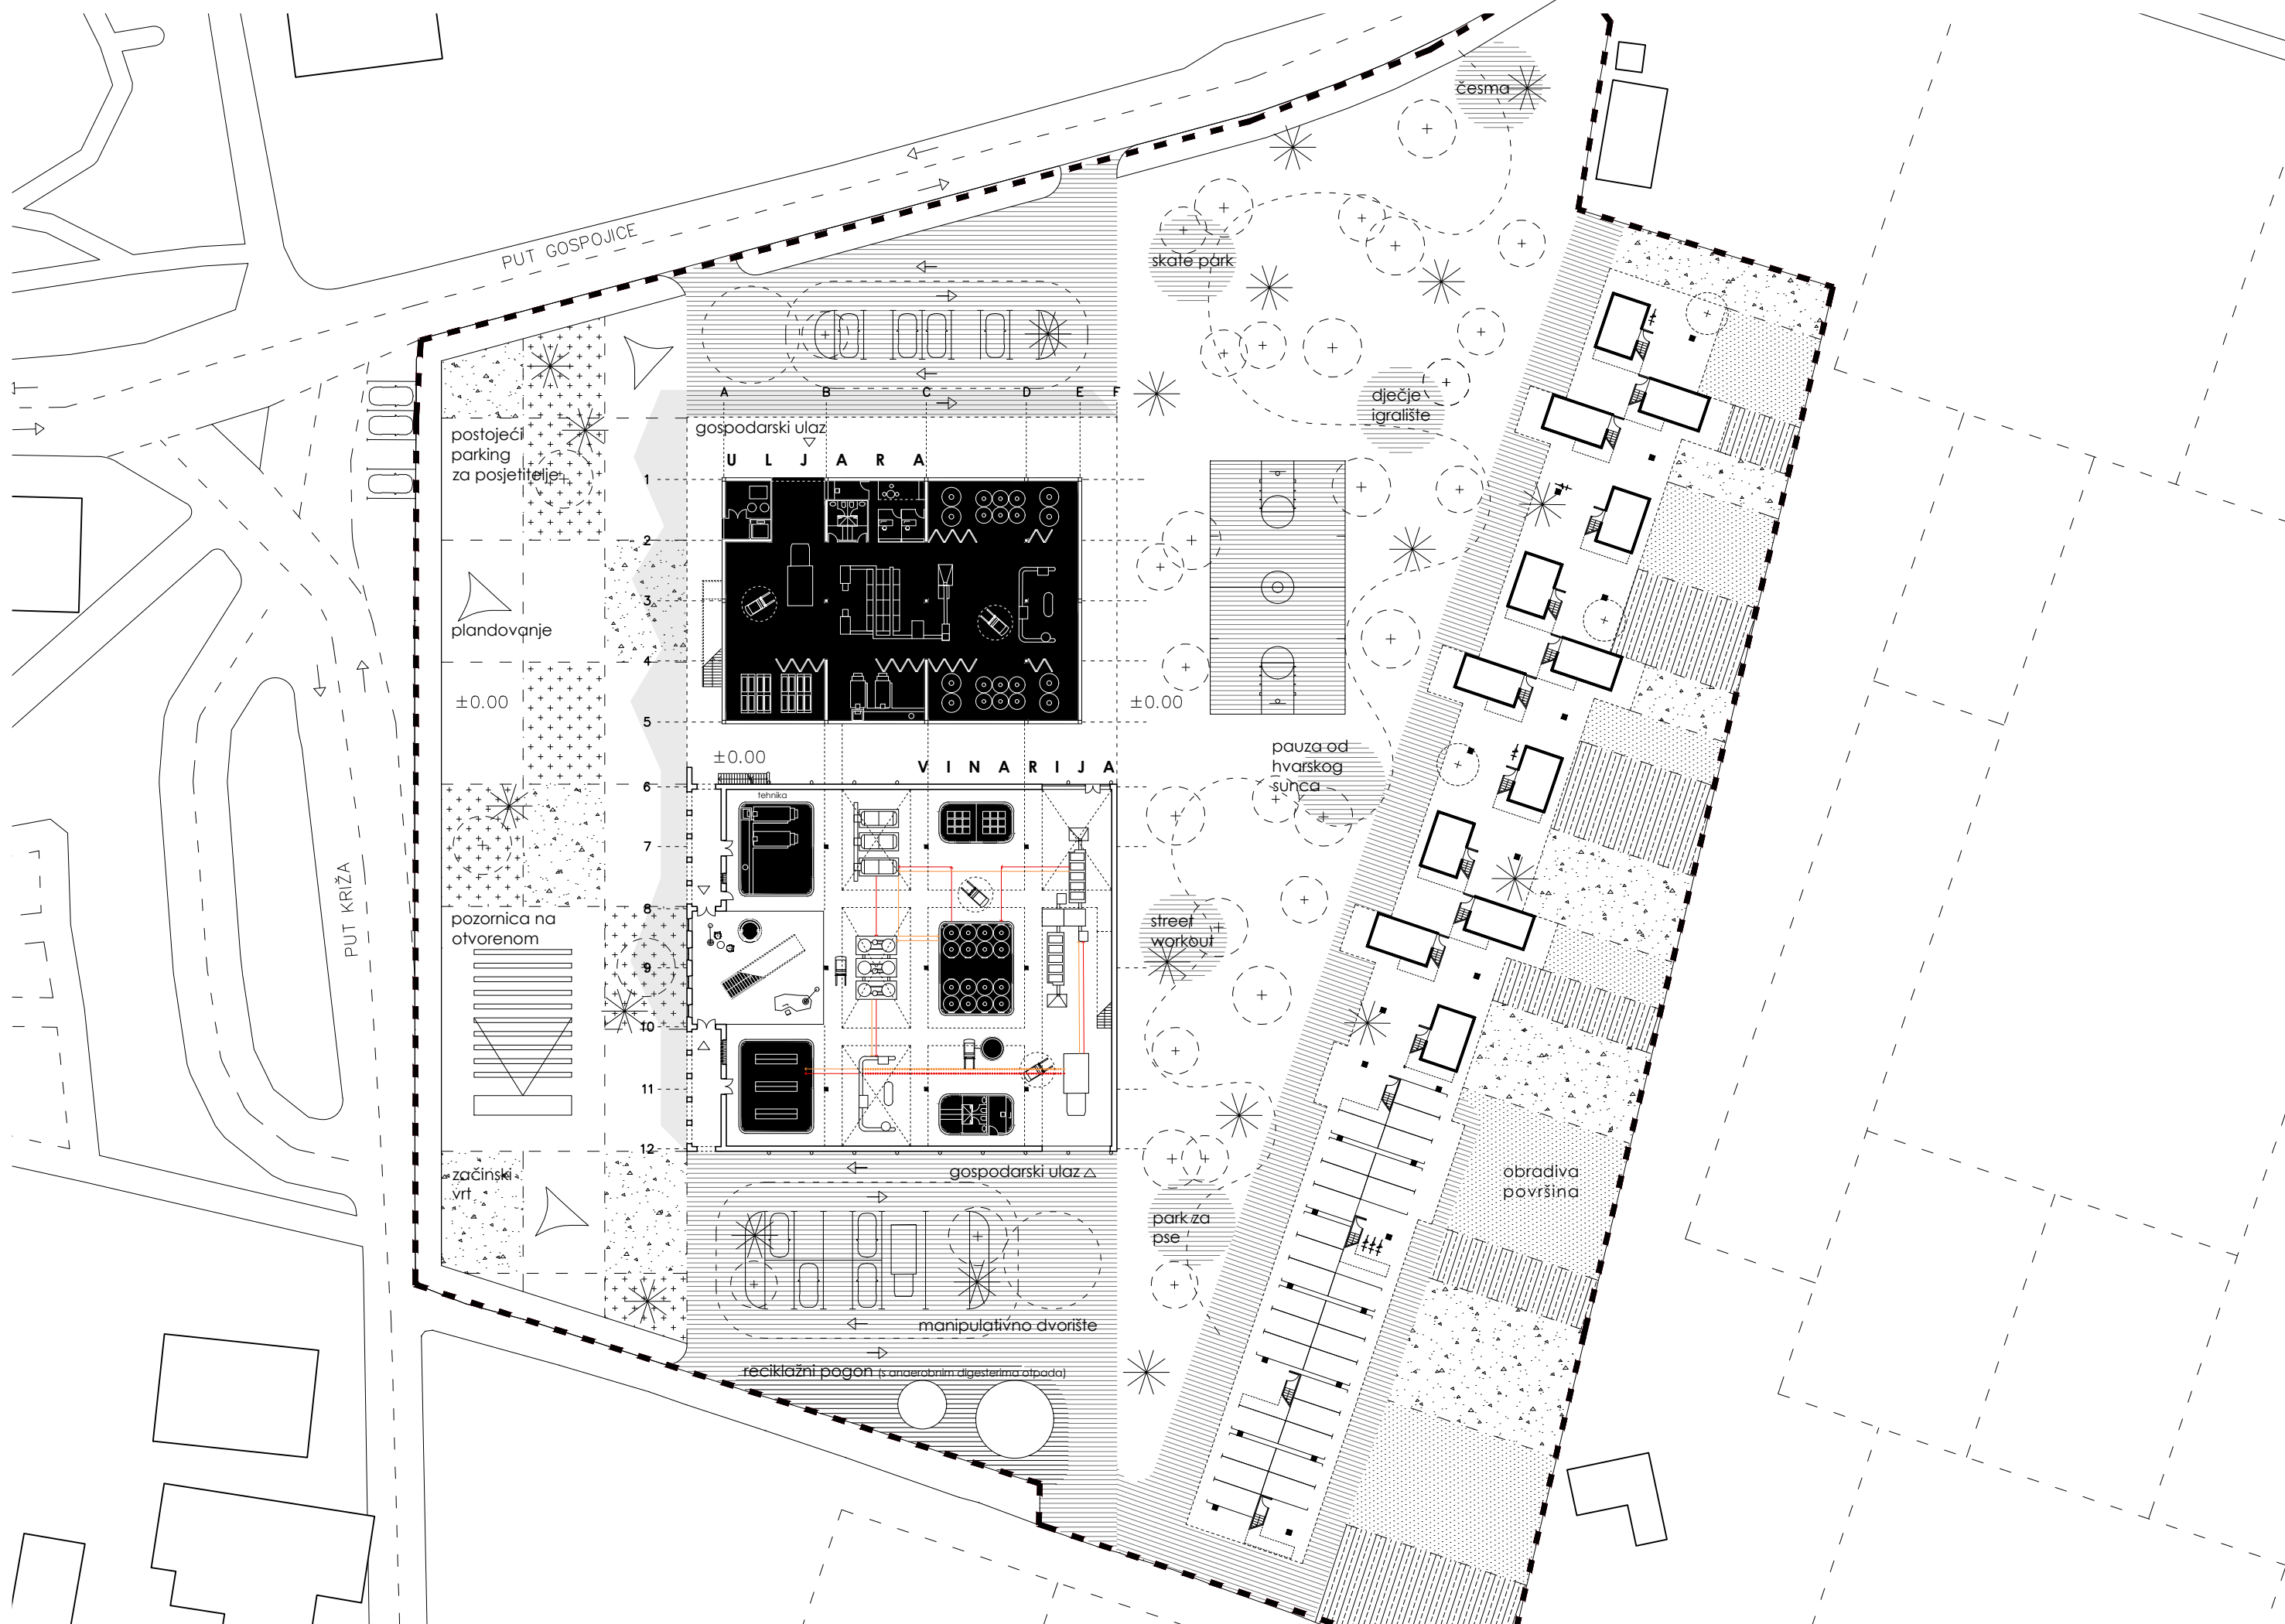 česma
PUT GOSPOJICE
skate park
A B C D E F
dječje
igralište
postojeći
parking
za posjetitelje
gospodarski ulaz
U L J A R A
1
2
3
4
5
plandovanje
±0.00
±0.00
±0.00
V I N A R I J A
pauza od
hvarskog
sunca
6
7
8
9
10
11
12
tehnika
PUT KRIŽA
pozornica na
otvorenom
street
workout
začinski
vrt
gospodarski ulaz
obradiva
površina
park za
pse
manipulativno dvorište
reciklažni pogon (s anaerobnim digesterima otpada)